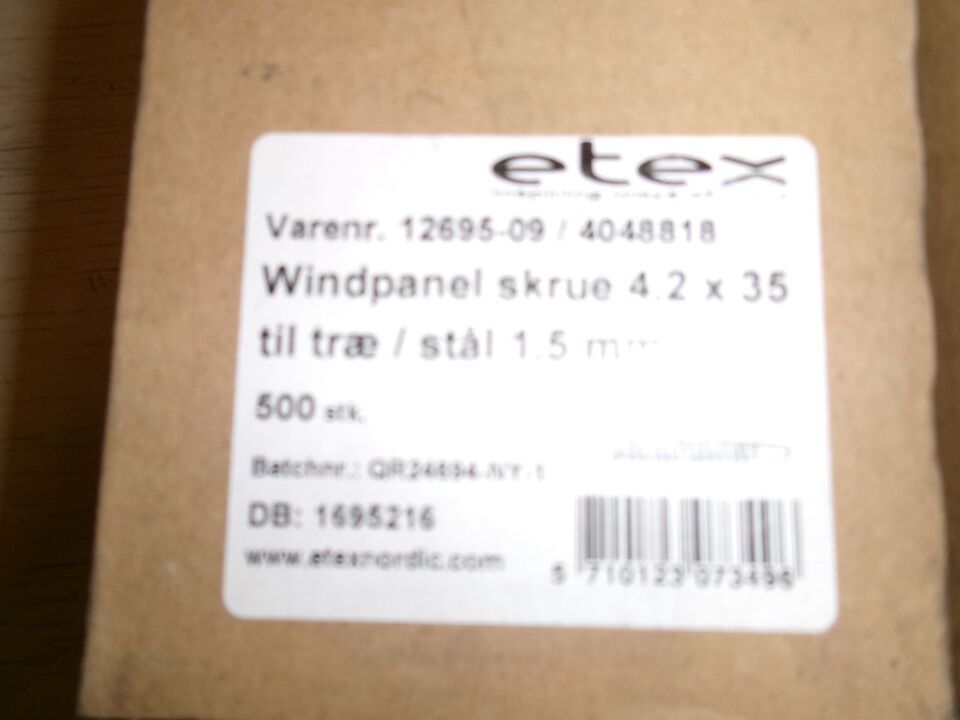 etex
Varenr. 12695-09 / 4048818
Windpanel skrue 4.2 x 35
til træ / stål 1.5 mm
500 stk.
Batchnr.:
DB: 1695216
www.etexnordic.com
5 710123 073496